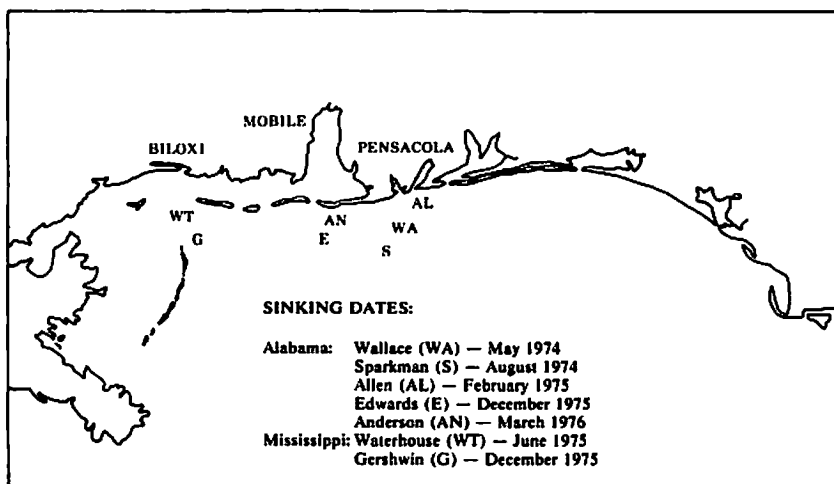 MOBILE
BILOXI
PENSACOLA
AL
WT
AN
WA
G
E
S
SINKING DATES:
Alabama: Wallace (WA) — May 1974
Sparkman (S) — August 1974
Allen (AL) — February 1975
Edwards (E) — December 1975
Anderson (AN) — March 1976
Mississippi: Waterhouse (WT) — June 1975
Gershwin (G) — December 1975